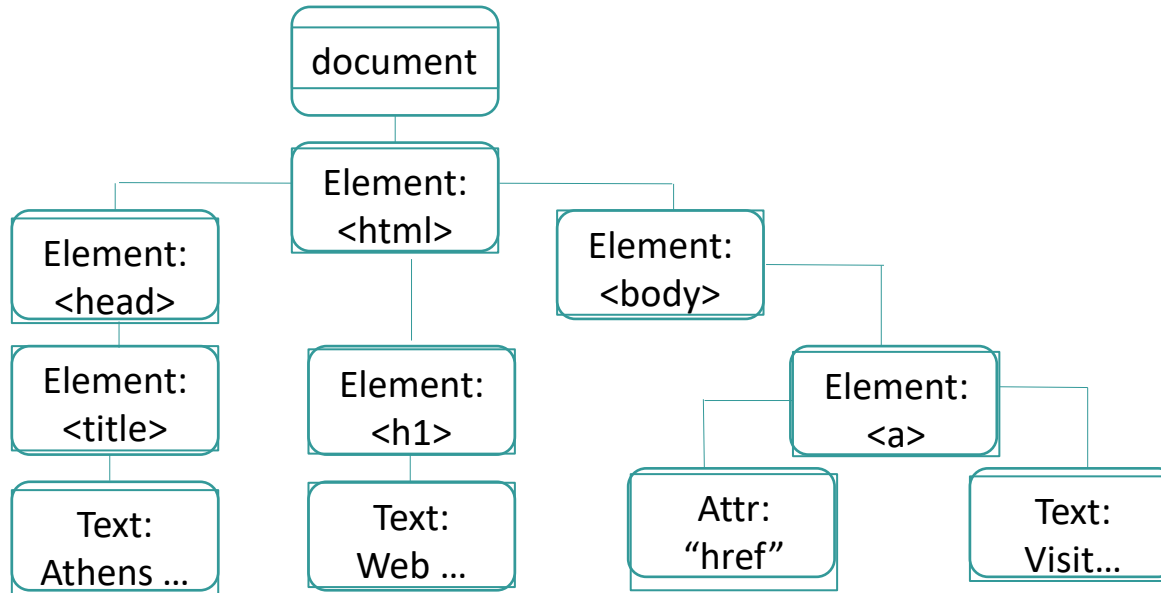 document
Element:
<html>
Element:
<head>
Element:
<body>
Element:
<title>
Element:
<h1>
Element:
<a>
Text:
Athens ...
Text:
Web ...
Attr:
“href”
Text:
Visit...